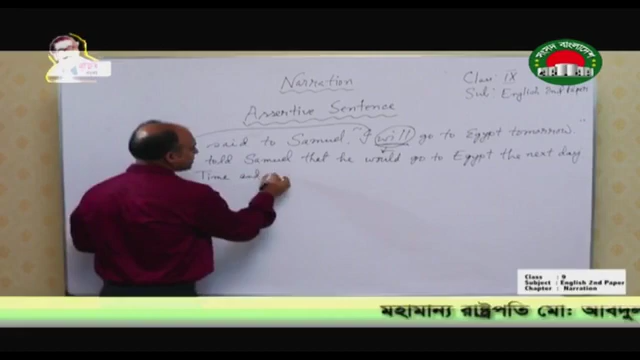 সংসদ বাংলাদেশ
Narration
Class: IX
Sub: English 2nd Paper
Assertive Sentence
said to Samuel, "I will go to Egypt tomorrow."
told Samuel that he would go to Egypt the next day
Time and
Class : 9
Subject : English 2nd Paper
Chapter : Narration
মহামান্য রাষ্ট্রপতি মো: আবদুল